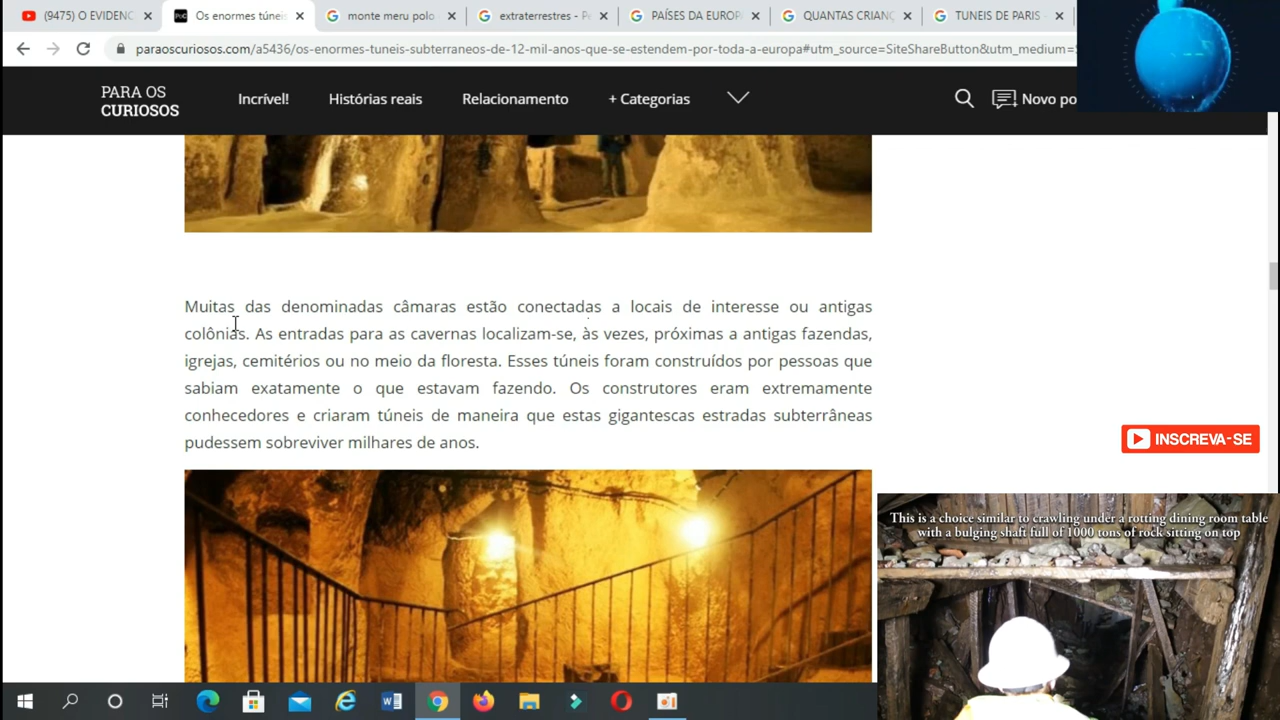 (9475) O EVIDENC
Os enormes túneis
monte meru polo
extraterrestres - Pe
PAÍSES DA EUROPA
QUANTAS CRIANÇ
TUNEIS DE PARIS -
paraoscuriosos.com/a5436/os-enormes-tuneis-subterraneos-de-12-mil-anos-que-se-estendem-por-toda-a-europa#utm_source=SiteShareButton&utm_medium=S
PARA OS
CURIOSOS
Incrível!
Histórias reais
Relacionamento
+ Categorias
Novo po
Muitas das denominadas câmaras estão conectadas a locais de interesse ou antigas
colônias. As entradas para as cavernas localizam-se, às vezes, próximas a antigas fazendas,
igrejas, cemitérios ou no meio da floresta. Esses túneis foram construídos por pessoas que
sabiam exatamente o que estavam fazendo. Os construtores eram extremamente
conhecedores e criaram túneis de maneira que estas gigantescas estradas subterrâneas
pudessem sobreviver milhares de anos.
INSCREVA-SE
This is a choice similar to crawling under a rotting dining room table
with a bulging shaft full of 1000 tons of rock sitting on top